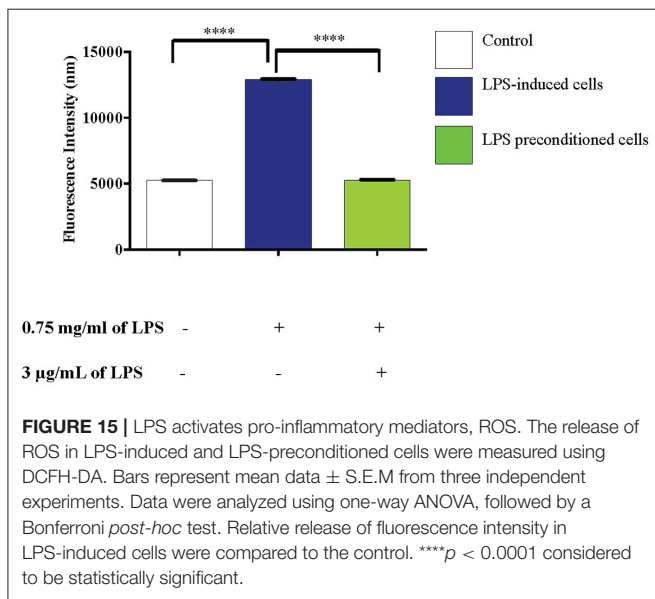 **** ****
15000
10000
5000
0
Fluorescence Intensity (nm)
Control
LPS-induced cells
LPS preconditioned cells
0.75 mg/ml of LPS - + +
3 µg/mL of LPS - - +
FIGURE 15 | LPS activates pro-inflammatory mediators, ROS. The release of
ROS in LPS-induced and LPS-preconditioned cells were measured using
DCFH-DA. Bars represent mean data ± S.E.M from three independent
experiments. Data were analyzed using one-way ANOVA, followed by a
Bonferroni post-hoc test. Relative release of fluorescence intensity in
LPS-induced cells were compared to the control. ****p < 0.0001 considered
to be statistically significant.